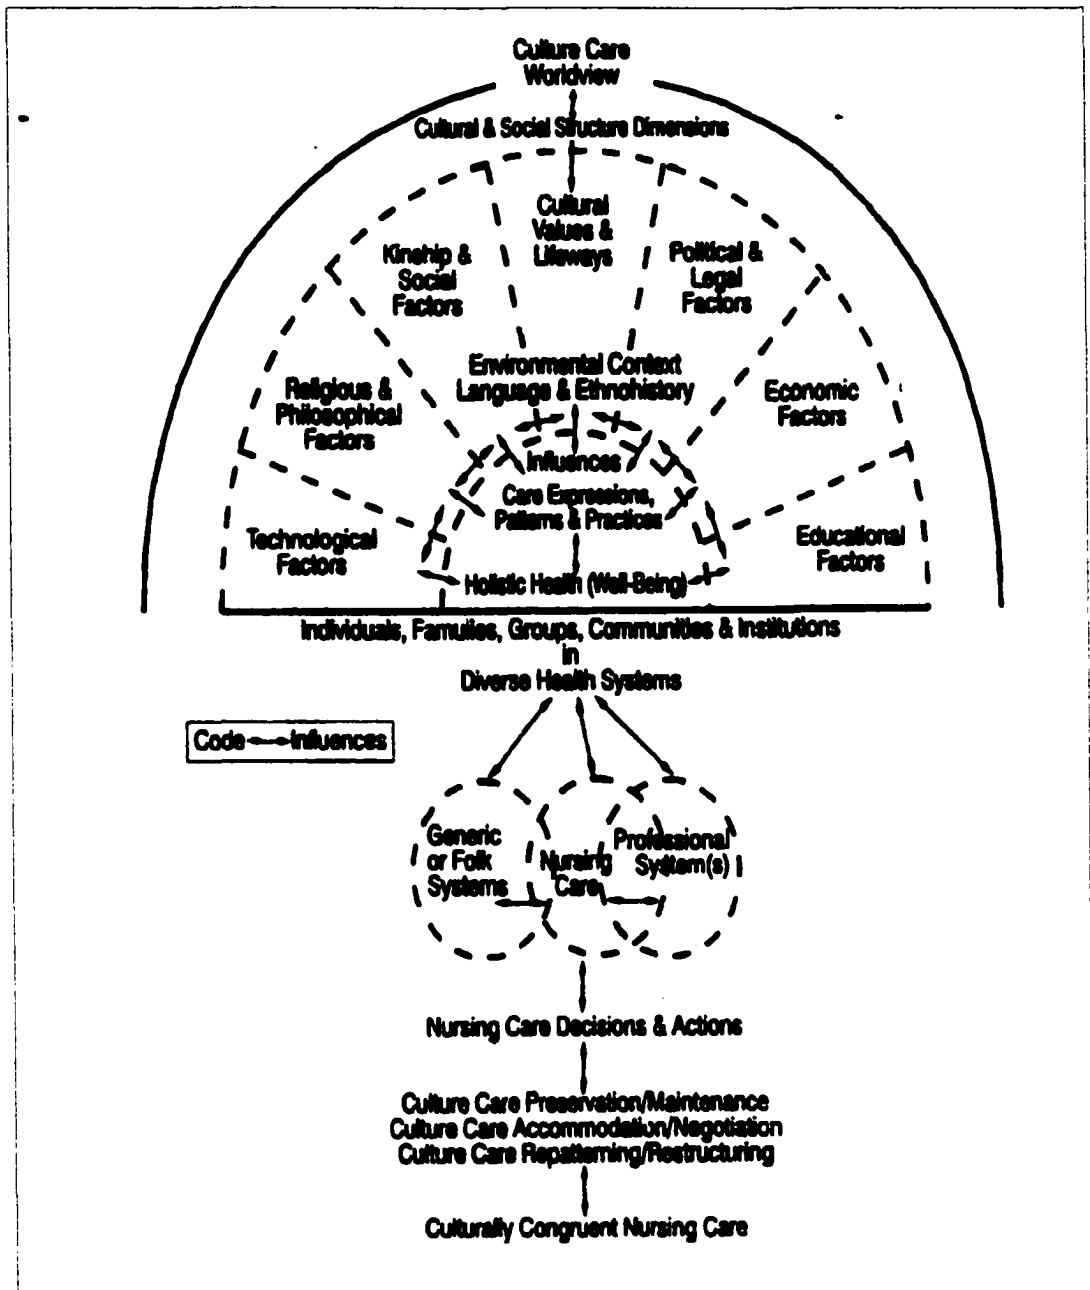 Culture Care
Worldview
Cultural & Social Structure Dimensions
Cultural
Values &
Lifeways
Kinship &
Social
Factors
Political &
Legal
Factors
Religious &
Philosophical
Factors
Environmental Context
Language & Ethnohistory
Economic
Factors
Influences
Care Expressions,
Patterns & Practices
Technological
Factors
Educational
Factors
Holistic Health (Well-Being)
Individuals, Families, Groups, Communities & Institutions
in
Diverse Health Systems
Code Influences
Generic
or Folk
Systems
Nursing
Care
Professional
System(s)
Nursing Care Decisions & Actions
Culture Care Preservation/Maintenance
Culture Care Accommodation/Negotiation
Culture Care Repatterning/Restructuring
Culturally Congruent Nursing Care